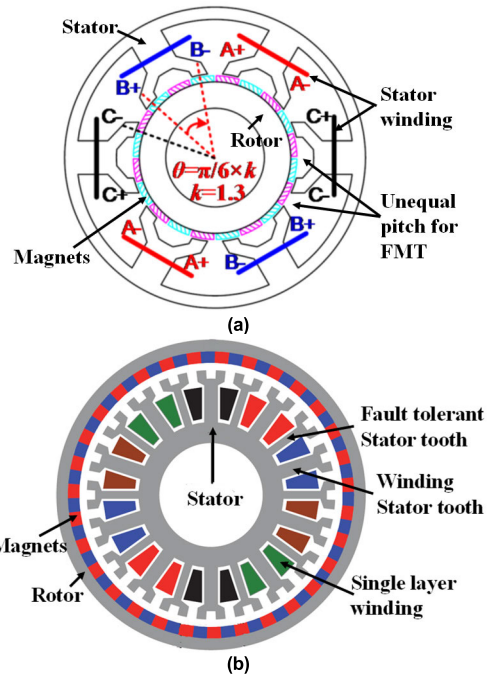 Stator
B-
A+
B+
A-
C-
C+
Stator
winding
Rotor
θ=π/6×k
k=1.3
C+
C-
Unequal
pitch for
FMT
Magnets
A-
A+
B-
B+
(a)
Fault tolerant
Stator tooth
Stator
Winding
Stator tooth
Magnets
Rotor
Single layer
winding
(b)